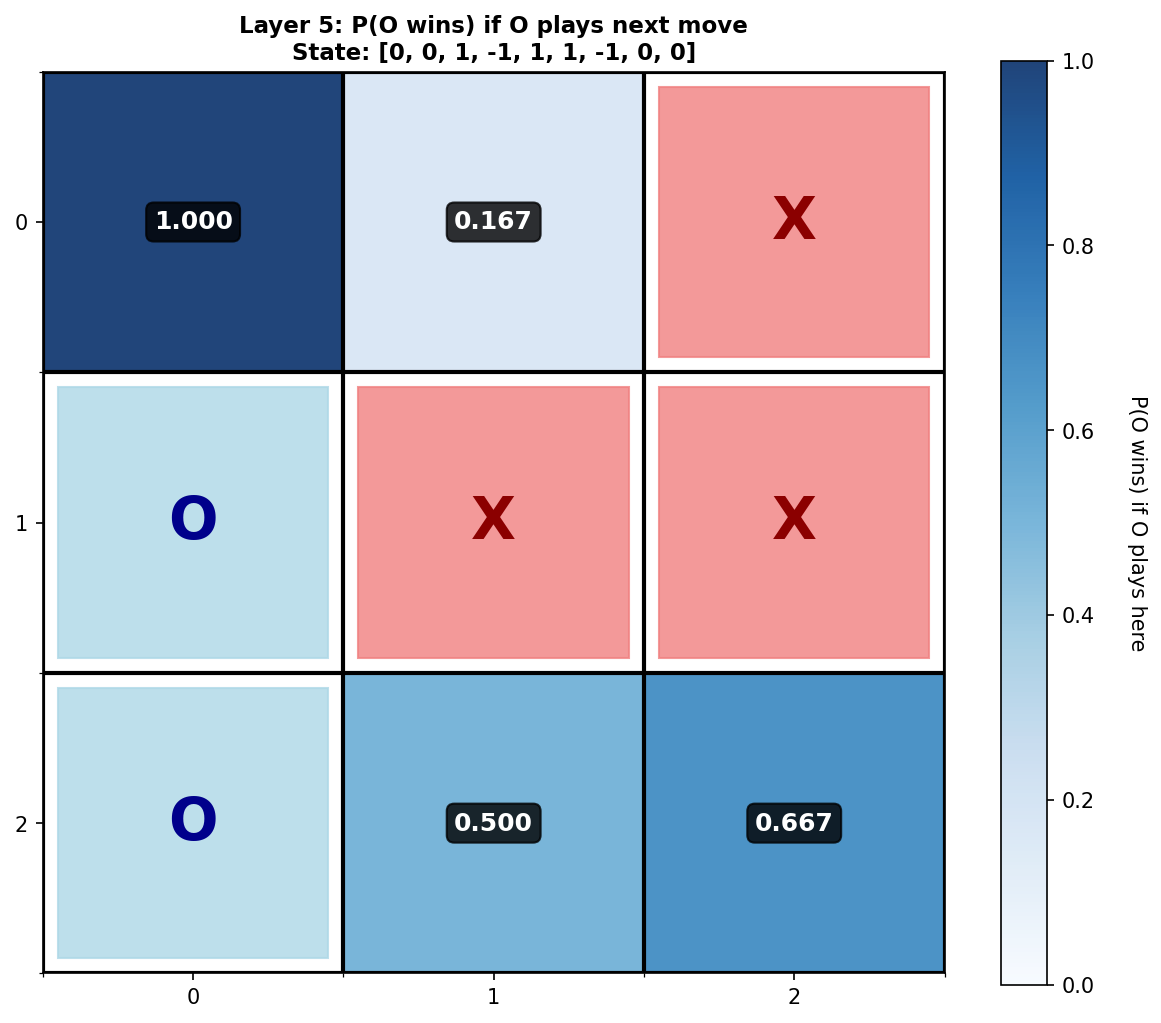 Layer 5: P(O wins) if O plays next move
State: [0, 0, 1, -1, 1, 1, -1, 0, 0]
0
1.000
0.167
X
1
O
X
X
2
O
0.500
0.667
0
1
2
1.0
0.8
0.6
0.4
0.2
0.0
P(O wins) if O plays here